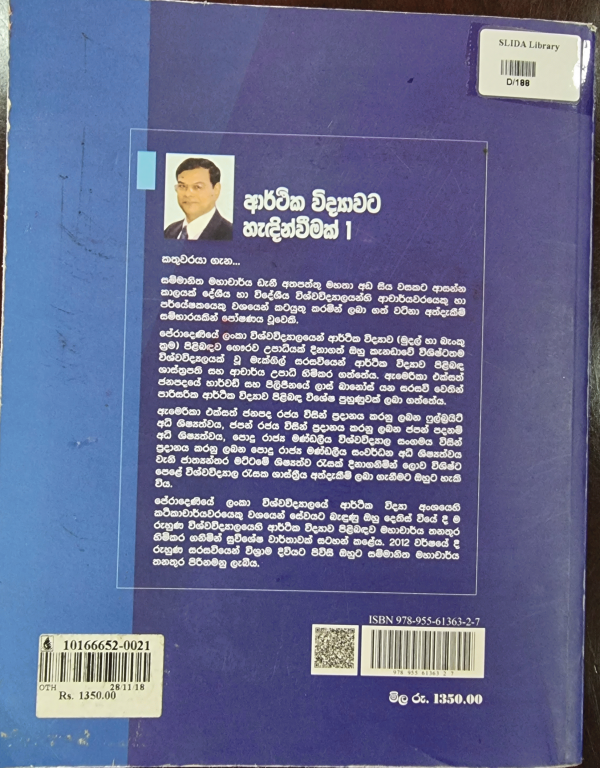 SLIDA Library
D/188
ආර්ථික විද්‍යාවට
හැඳින්වීමක් 1
කතුවරයා ගැන...
සම්මානිත මහාචාර්ය ඩැනී අතපත්තු මහතා අඩ සිය වසකට ආසන්න
කාලයක් දේශීය හා විදේශීය විශ්වවිද්‍යාලයන්හි ආචාර්යවරයෙකු හා
පර්යේෂකයෙකු වශයෙන් කටයුතු කරමින් ලබා ගත් වටිනා අත්දැකීම්
සම්භාරයකින් පෝෂණය වූවෙකි.
පේරාදෙණියේ ලංකා විශ්වවිද්‍යාලයෙන් ආර්ථික විද්‍යාව (මුදල් හා බැංකු
ක්‍රම) පිළිබඳව ගෞරව උපාධියක් දිනාගත් ඔහු කැනඩාවේ විශිෂ්ටතම
විශ්වවිද්‍යාලයක් වූ මැක්ගිල් සරසවියෙන් ආර්ථික විද්‍යාව පිළිබඳ
ශාස්ත්‍රපති සහ ආචාර්ය උපාධි හිමිකර ගත්තේය. ඇමෙරිකා එක්සත්
ජනපදයේ හාර්වඩ් සහ පිලිපීනයේ ලාස් බානෝස් යන සරසවි වෙතින්
පාරිසරික ආර්ථික විද්‍යාව පිළිබඳ විශේෂ පුහුණුවක් ලබා ගත්තේය.
ඇමෙරිකා එක්සත් ජනපද රජය විසින් ප්‍රදානය කරනු ලබන ෆුල්බ්‍රයිට්
අධි ශිෂ්‍යත්වය, ජපන් රජය විසින් ප්‍රදානය කරනු ලබන ජපන් පදනම්
අධි ශිෂ්‍යත්වය, පොදු රාජ්‍ය මණ්ඩලීය විශ්වවිද්‍යාල සංගමය විසින්
ප්‍රදානය කරනු ලබන පොදු රාජ්‍ය මණ්ඩලීය සංවර්ධන අධි ශිෂ්‍යත්වය
වැනි ජාත්‍යන්තර මට්ටමේ ශිෂ්‍යත්ව රැසක් දිනාගනිමින් ලොව විශිෂ්ට
පෙළේ විශ්වවිද්‍යාල රැසක ශාස්ත්‍රීය අත්දැකීම් ලබා ගැනීමට ඔහුට හැකි
විය.
පේරාදෙණියේ ලංකා විශ්වවිද්‍යාලයේ ආර්ථික විද්‍යා අංශයෙහි
කථිකාචාර්යවරයෙකු වශයෙන් සේවයට බැඳුණු ඔහු දෙතිස් වියේ දී ම
රුහුණ විශ්වවිද්‍යාලයෙහි ආර්ථික විද්‍යාව පිළිබඳව මහාචාර්ය තනතුර
හිමිකර ගනිමින් සුවිශේෂ වාර්තාවක් සටහන් කළේය. 2012 වර්ෂයේ දී
රුහුණ සරසවියෙන් විශ්‍රාම දිවියට පිවිසි ඔහුට සම්මානිත මහාචාර්ය
තනතුර පිරිනමනු ලැබීය.
ISBN 978-955-61363-2-7
978 955 61363 2 7
මිල රු. 1350.00
10166652-0021
OTH 28/11/18
Rs. 1350.00